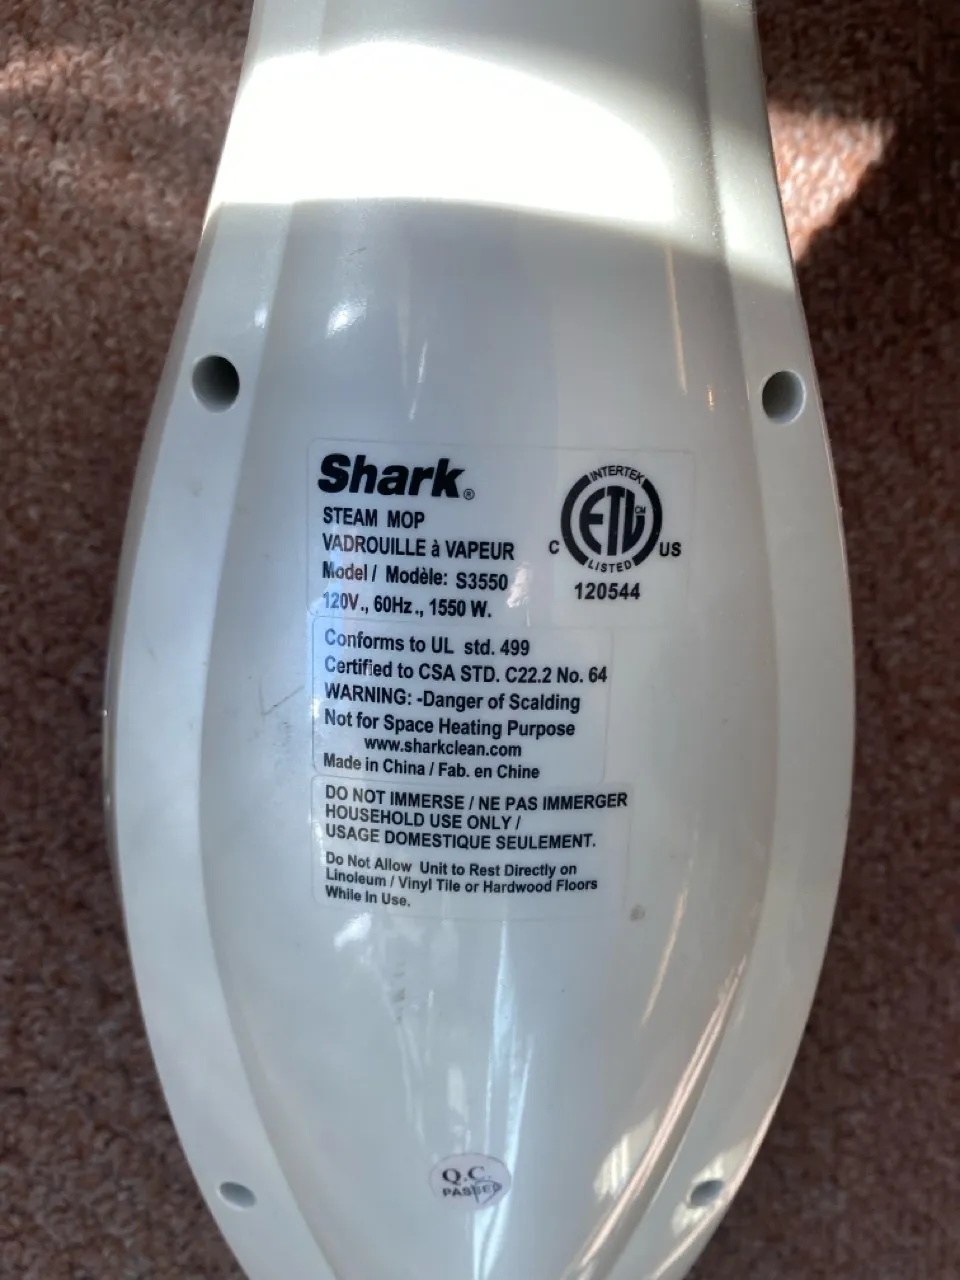 Shark®
STEAM MOP
VADROUILLE à VAPEUR
Model / Modèle: S3550
120V., 60Hz., 1550 W.
INTERTEK
ETL CM
C US
LISTED
120544
Conforms to UL std. 499
Certified to CSA STD. C22.2 No. 64
WARNING: -Danger of Scalding
Not for Space Heating Purpose
www.sharkclean.com
Made in China / Fab. en Chine
DO NOT IMMERSE / NE PAS IMMERGER
HOUSEHOLD USE ONLY /
USAGE DOMESTIQUE SEULEMENT.
Do Not Allow Unit to Rest Directly on
Linoleum / Vinyl Tile or Hardwood Floors
While In Use.
Q.C.
PASSED